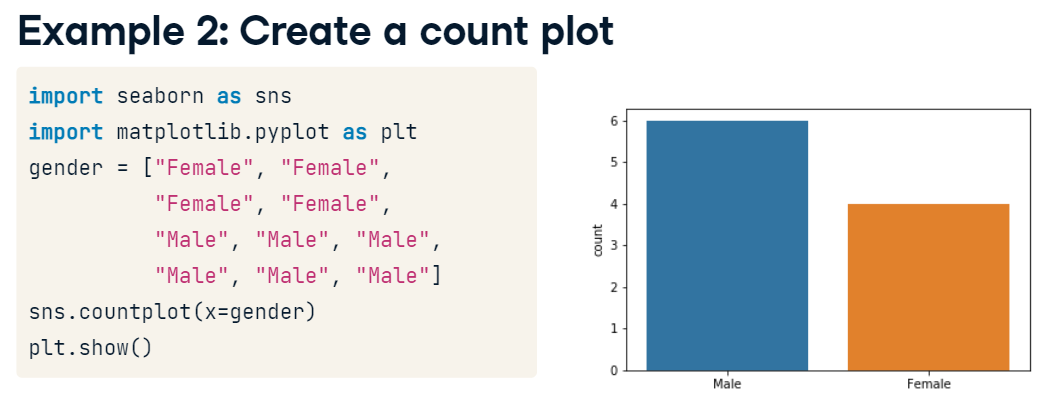 Example 2: Create a count plot
import seaborn as sns
import matplotlib.pyplot as plt
gender = ["Female", "Female",
"Female", "Female",
"Male", "Male", "Male",
"Male", "Male", "Male"]
sns.countplot(x=gender)
plt.show()
6
5
4
3
2
1
0
count
Male Female